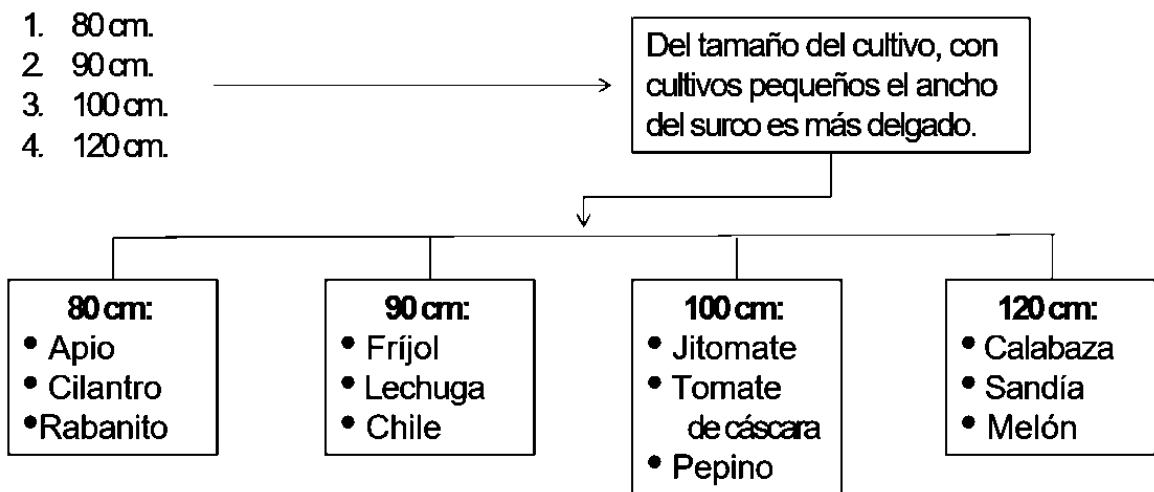 1. 80 cm.
2. 90 cm.
3. 100 cm.
4. 120 cm.
Del tamaño del cultivo, con
cultivos pequeños el ancho
del surco es más delgado.
80 cm:
• Apio
• Cilantro
•Rabanito
90 cm:
• Fríjol
• Lechuga
• Chile
100 cm:
• Jitomate
• Tomate
de cáscara
• Pepino
120 cm:
• Calabaza
• Sandía
• Melón